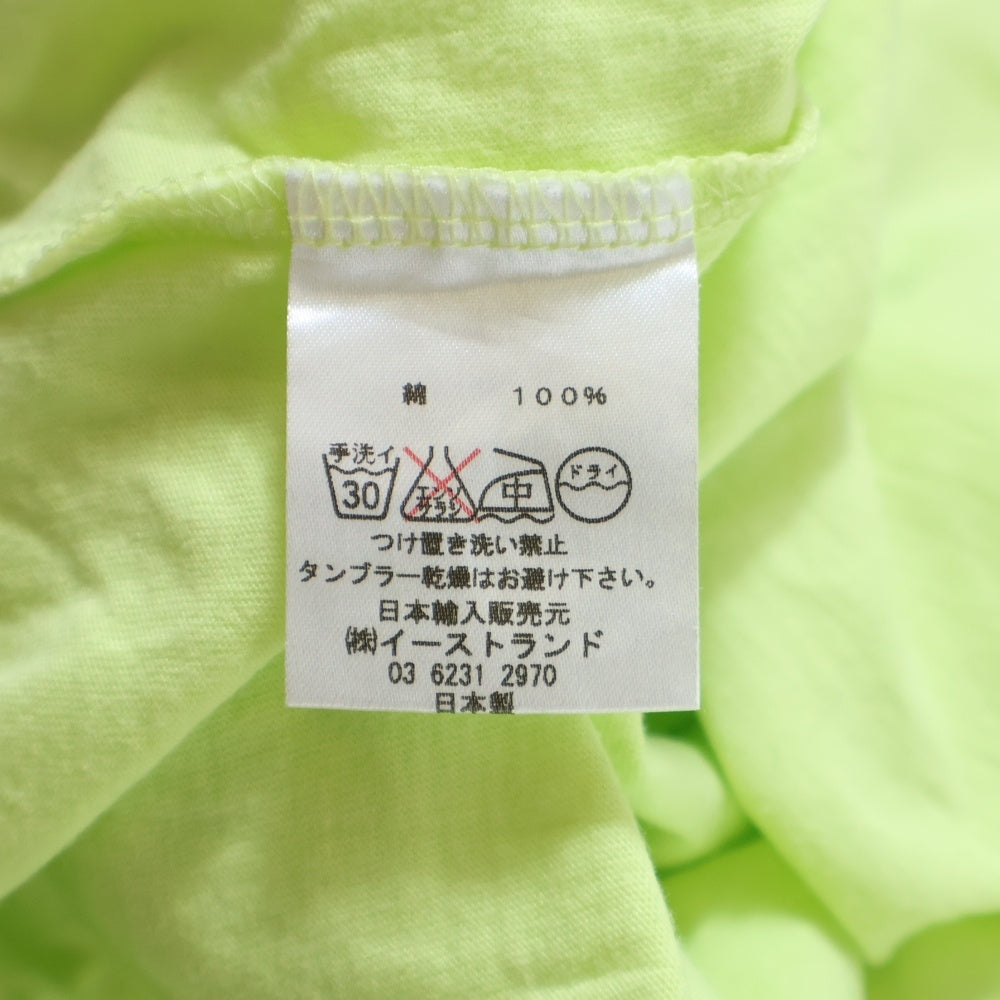 綿 100%
手洗イ 30 エンソサラシ 中 ドライ
つけ置き洗い禁止
タンブラー乾燥はお避け下さい。
日本輸入販売元
㈱イーストランド
03 6231 2970
日本製